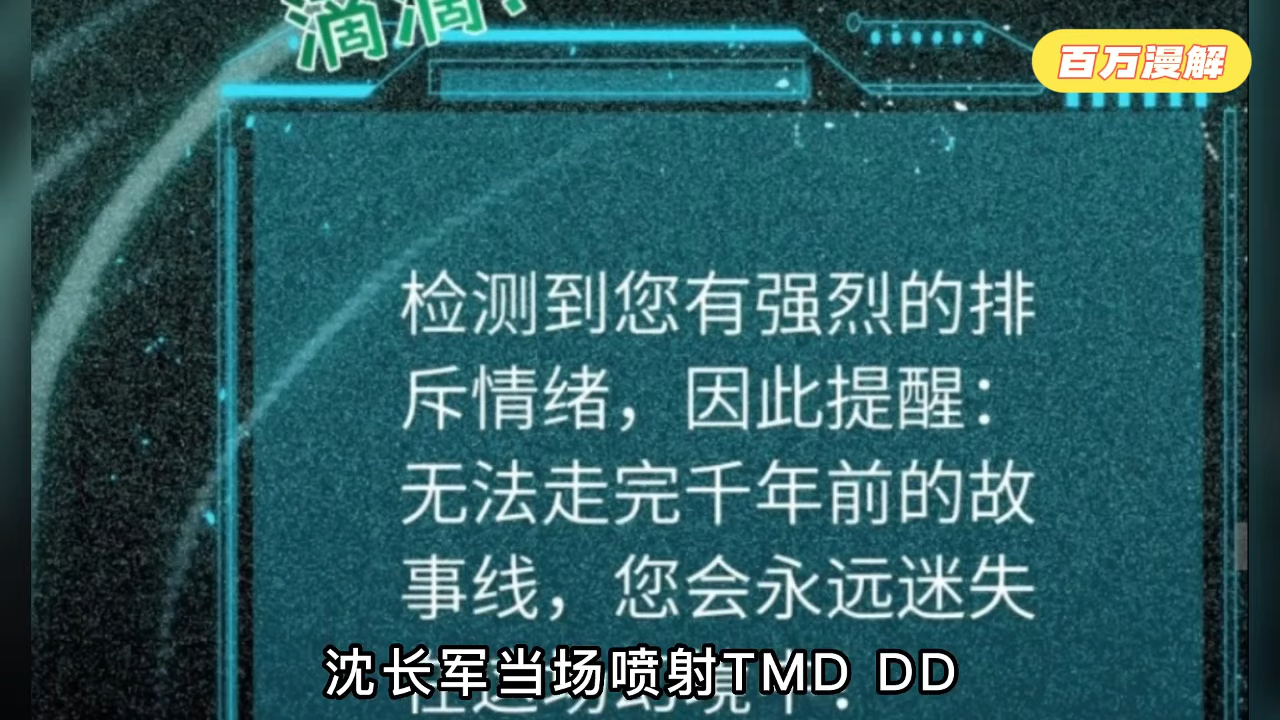 滴滴!
百万漫解
检测到您有强烈的排
斥情绪，因此提醒：
无法走完千年前的故
事线，您会永远迷失
沈长军当场喷射TMD DD